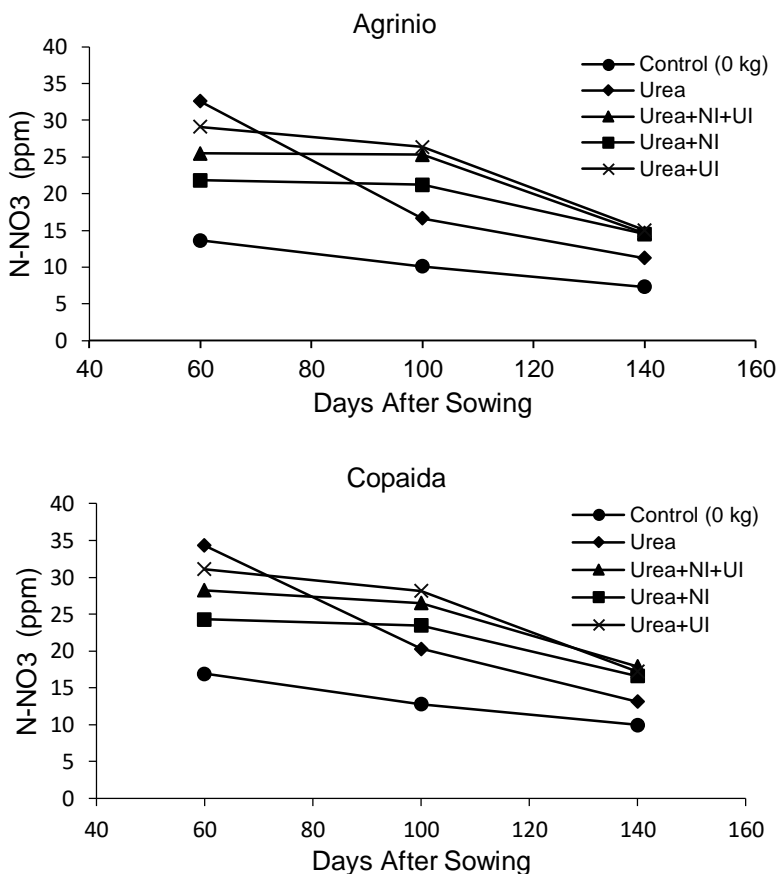 Agrinio
40
35
30
25
20
15
10
5
0
N-NO3 (ppm)
40 60 80 100 120 140 160
Days After Sowing
Control (0 kg)
Urea
Urea+NI+UI
Urea+NI
Urea+UI
Copaida
40
35
30
25
20
15
10
5
0
N-NO3 (ppm)
40 60 80 100 120 140 160
Days After Sowing
Control (0 kg)
Urea
Urea+NI+UI
Urea+NI
Urea+UI